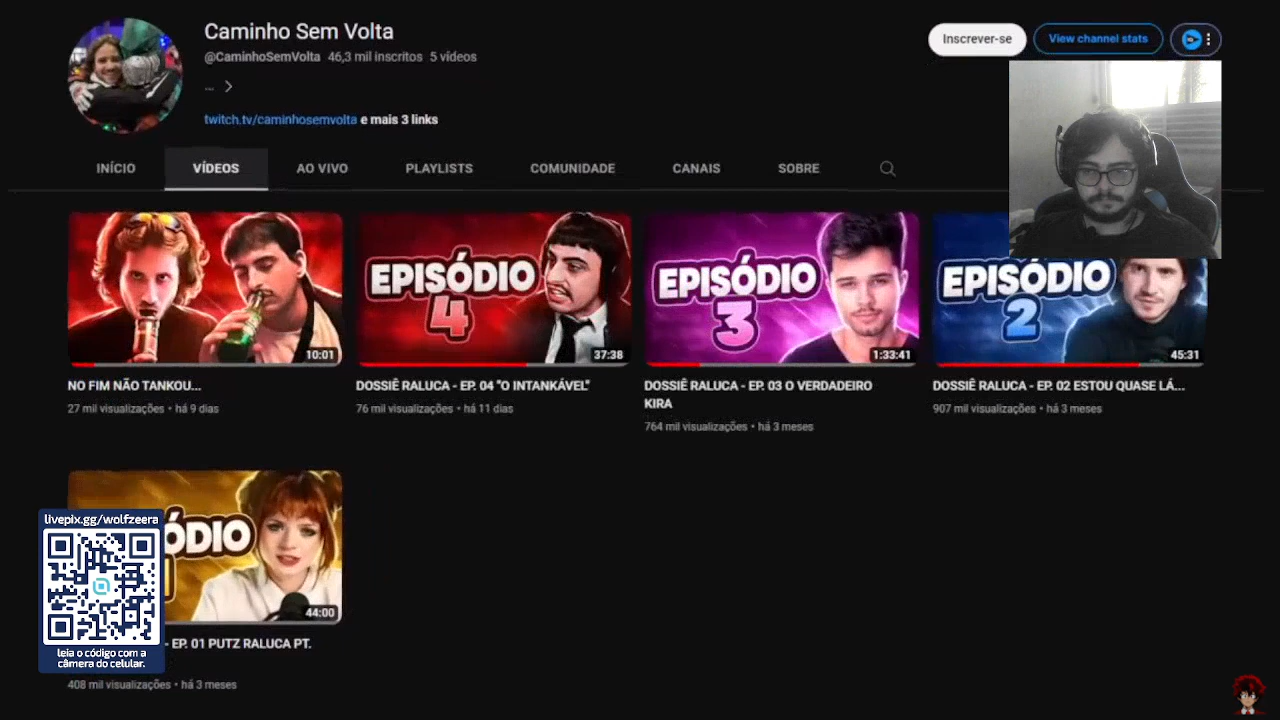 Caminho Sem Volta
@CaminhoSemVolta 46,3 mil inscritos 5 vídeos
...
twitch.tv/caminhosemvolta e mais 3 links
Inscrever-se
View channel stats
INÍCIO
VÍDEOS
AO VIVO
PLAYLISTS
COMUNIDADE
CANAIS
SOBRE
10:01
EPISÓDIO
4
37:38
EPISÓDIO
3
1:33:41
EPISÓDIO
2
45:31
NO FIM NÃO TANKOU...
27 mil visualizações • há 9 dias
DOSSIÊ RALUCA - EP. 04 "O INTANKÁVEL"
76 mil visualizações • há 11 dias
DOSSIÊ RALUCA - EP. 03 O VERDADEIRO
KIRA
764 mil visualizações • há 3 meses
DOSSIÊ RALUCA - EP. 02 ESTOU QUASE LÁ...
907 mil visualizações • há 3 meses
livepix.gg/wolfzeera
leia o código com a
câmera do celular.
ÓDIO
44:00
- EP. 01 PUTZ RALUCA PT.
408 mil visualizações • há 3 meses